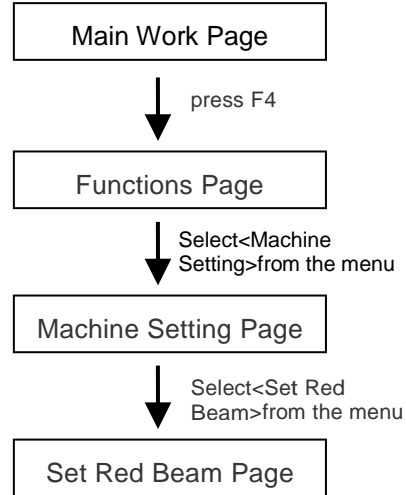 Main Work Page
press F4
Functions Page
Select<Machine
Setting>from the menu
Machine Setting Page
Select<Set Red
Beam>from the menu
Set Red Beam Page